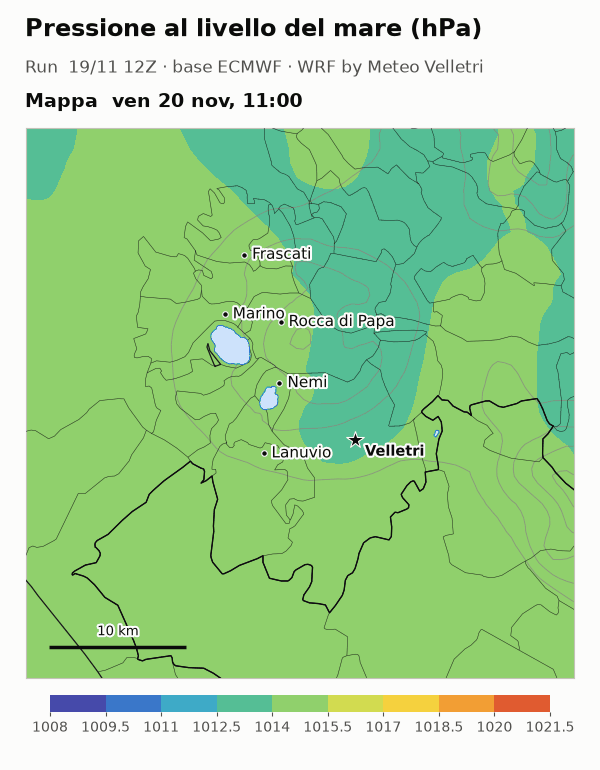 Pressione al livello del mare (hPa)
Run 19/11 12Z · base ECMWF · WRF by Meteo Velletri
Mappa ven 20 nov, 11:00
Frascati
Marino
Rocca di Papa
Nemi
Velletri
Lanuvio
10 km
1008 1009.5 1011 1012.5 1014 1015.5 1017 1018.5 1020 1021.5